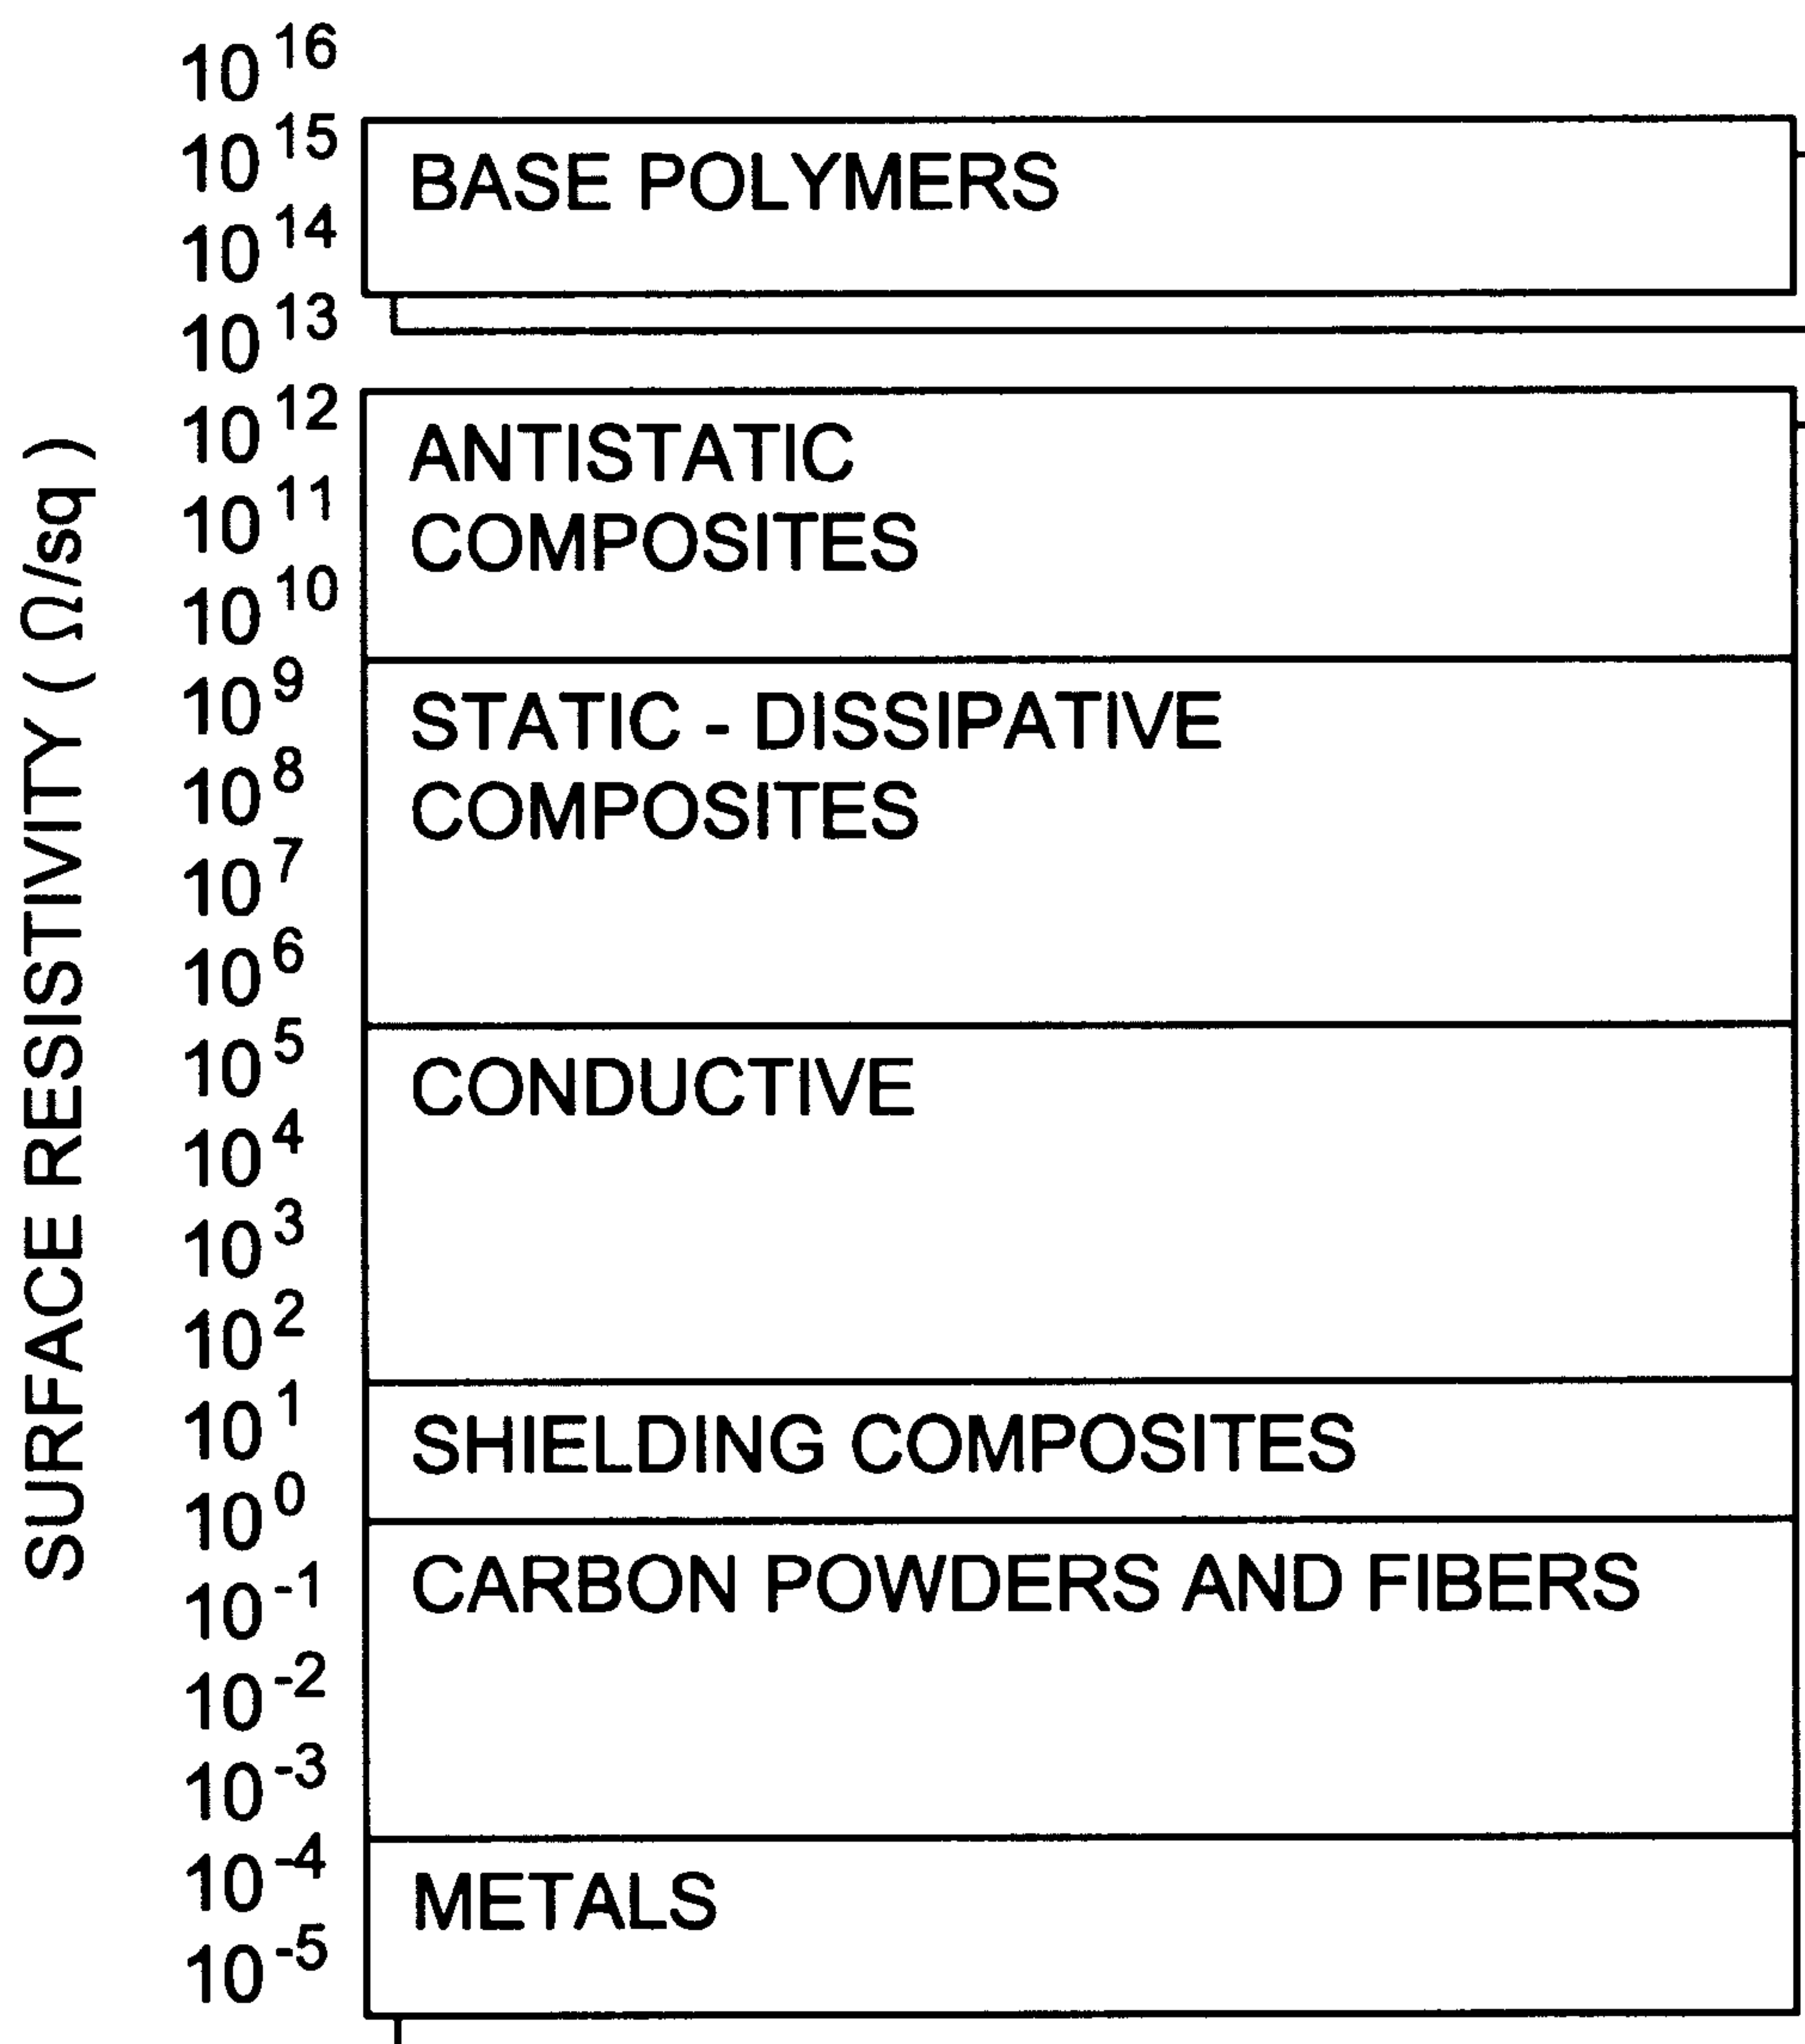 SURFACE RESISTIVITY ( Ω/sq )
10^16
10^15
BASE POLYMERS
10^14
10^13
10^12
ANTISTATIC
10^11
COMPOSITES
10^10
10^9
STATIC - DISSIPATIVE
10^8
COMPOSITES
10^7
10^6
10^5
CONDUCTIVE
10^4
10^3
10^2
10^1
SHIELDING COMPOSITES
10^0
10^-1
CARBON POWDERS AND FIBERS
10^-2
10^-3
10^-4
METALS
10^-5